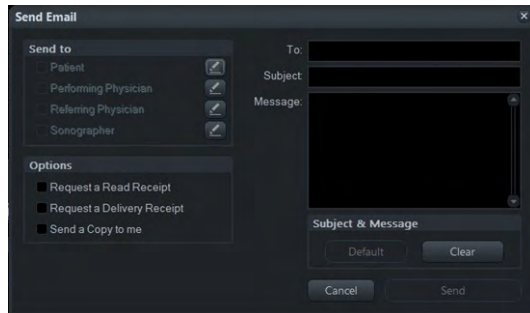 Send Email
Send to
Patient
Performing Physician
Referring Physician
Sonographer
Options
Request a Read Receipt
Request a Delivery Receipt
Send a Copy to me
To:
Subject:
Message:
Subject & Message
Default
Clear
Cancel
Send